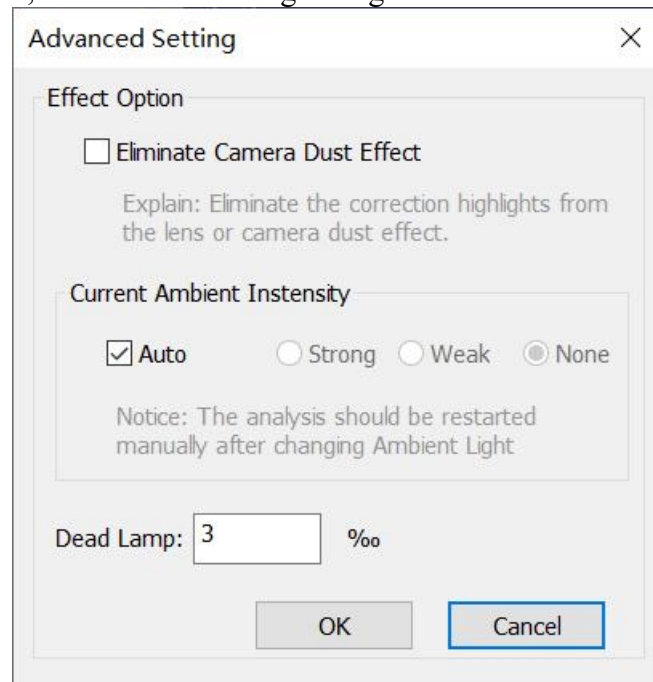 Advanced Setting
Effect Option
Eliminate Camera Dust Effect
Explain: Eliminate the correction highlights from
the lens or camera dust effect.
Current Ambient Instensity
Auto Strong Weak None
Notice: The analysis should be restarted
manually after changing Ambient Light
Dead Lamp: 3 ‰
OK Cancel